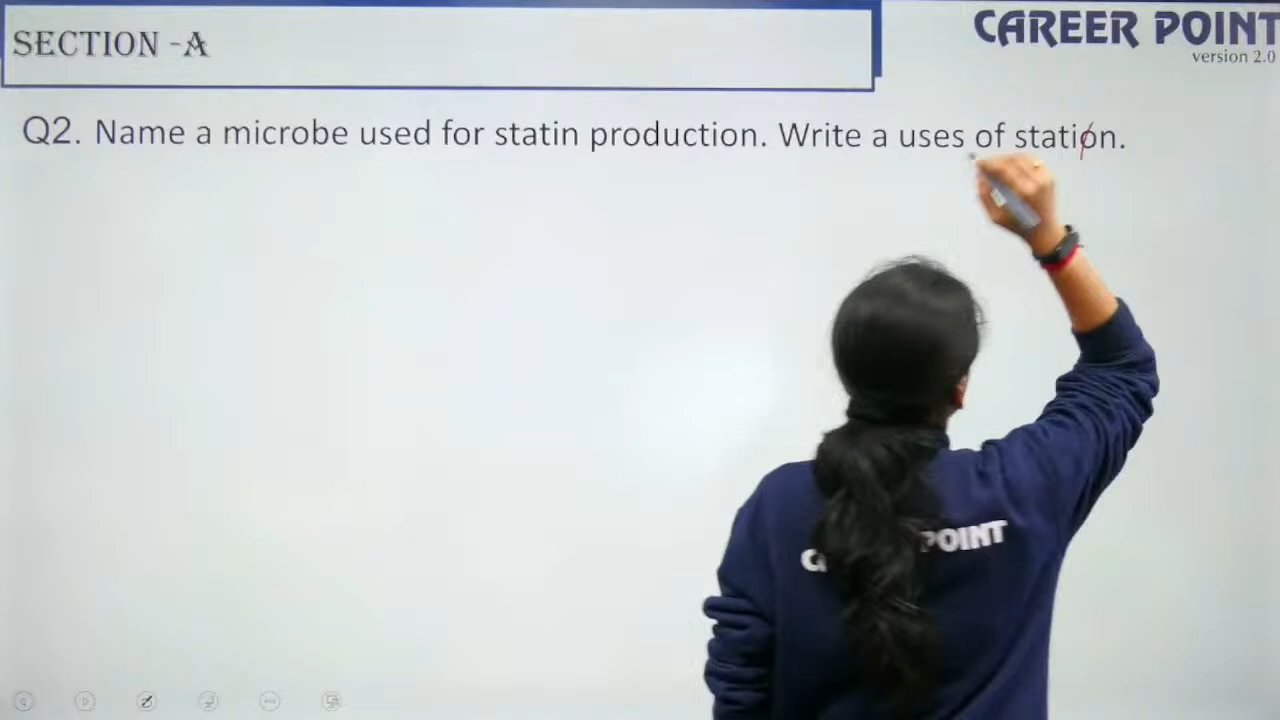 SECTION -A
CAREER POINT
version 2.0
Q2. Name a microbe used for statin production. Write a uses of station.
POINT